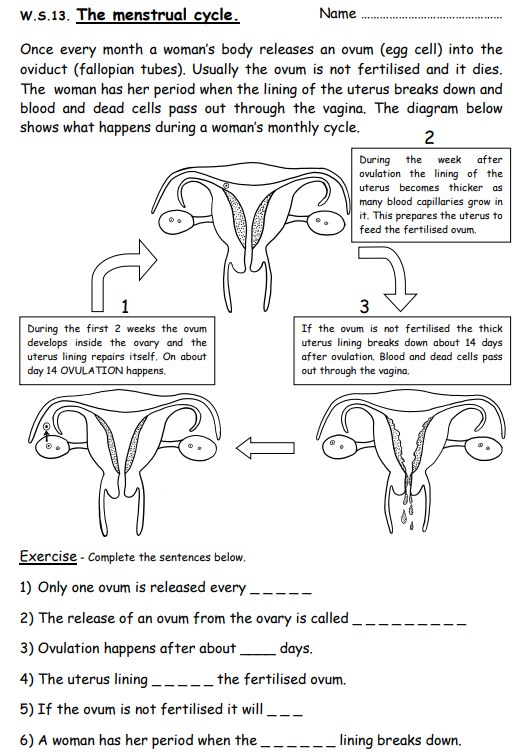 W.S.13. The menstrual cycle. Name ................................................
Once every month a woman's body releases an ovum (egg cell) into the
oviduct (fallopian tubes). Usually the ovum is not fertilised and it dies.
The woman has her period when the lining of the uterus breaks down and
blood and dead cells pass out through the vagina. The diagram below
shows what happens during a woman's monthly cycle.
2
During the week after
ovulation the lining of the
uterus becomes thicker as
many blood capillaries grow in
it. This prepares the uterus to
feed the fertilised ovum.
1
During the first 2 weeks the ovum
develops inside the ovary and the
uterus lining repairs itself. On about
day 14 OVULATION happens.
3
If the ovum is not fertilised the thick
uterus lining breaks down about 14 days
after ovulation. Blood and dead cells pass
out through the vagina.
Exercise - Complete the sentences below.
1) Only one ovum is released every _ _ _ _ _
2) The release of an ovum from the ovary is called _ _ _ _ _ _ _ _ _
3) Ovulation happens after about ____ days.
4) The uterus lining _ _ _ _ _ the fertilised ovum.
5) If the ovum is not fertilised it will _ _ _
6) A woman has her period when the _ _ _ _ _ _ lining breaks down.